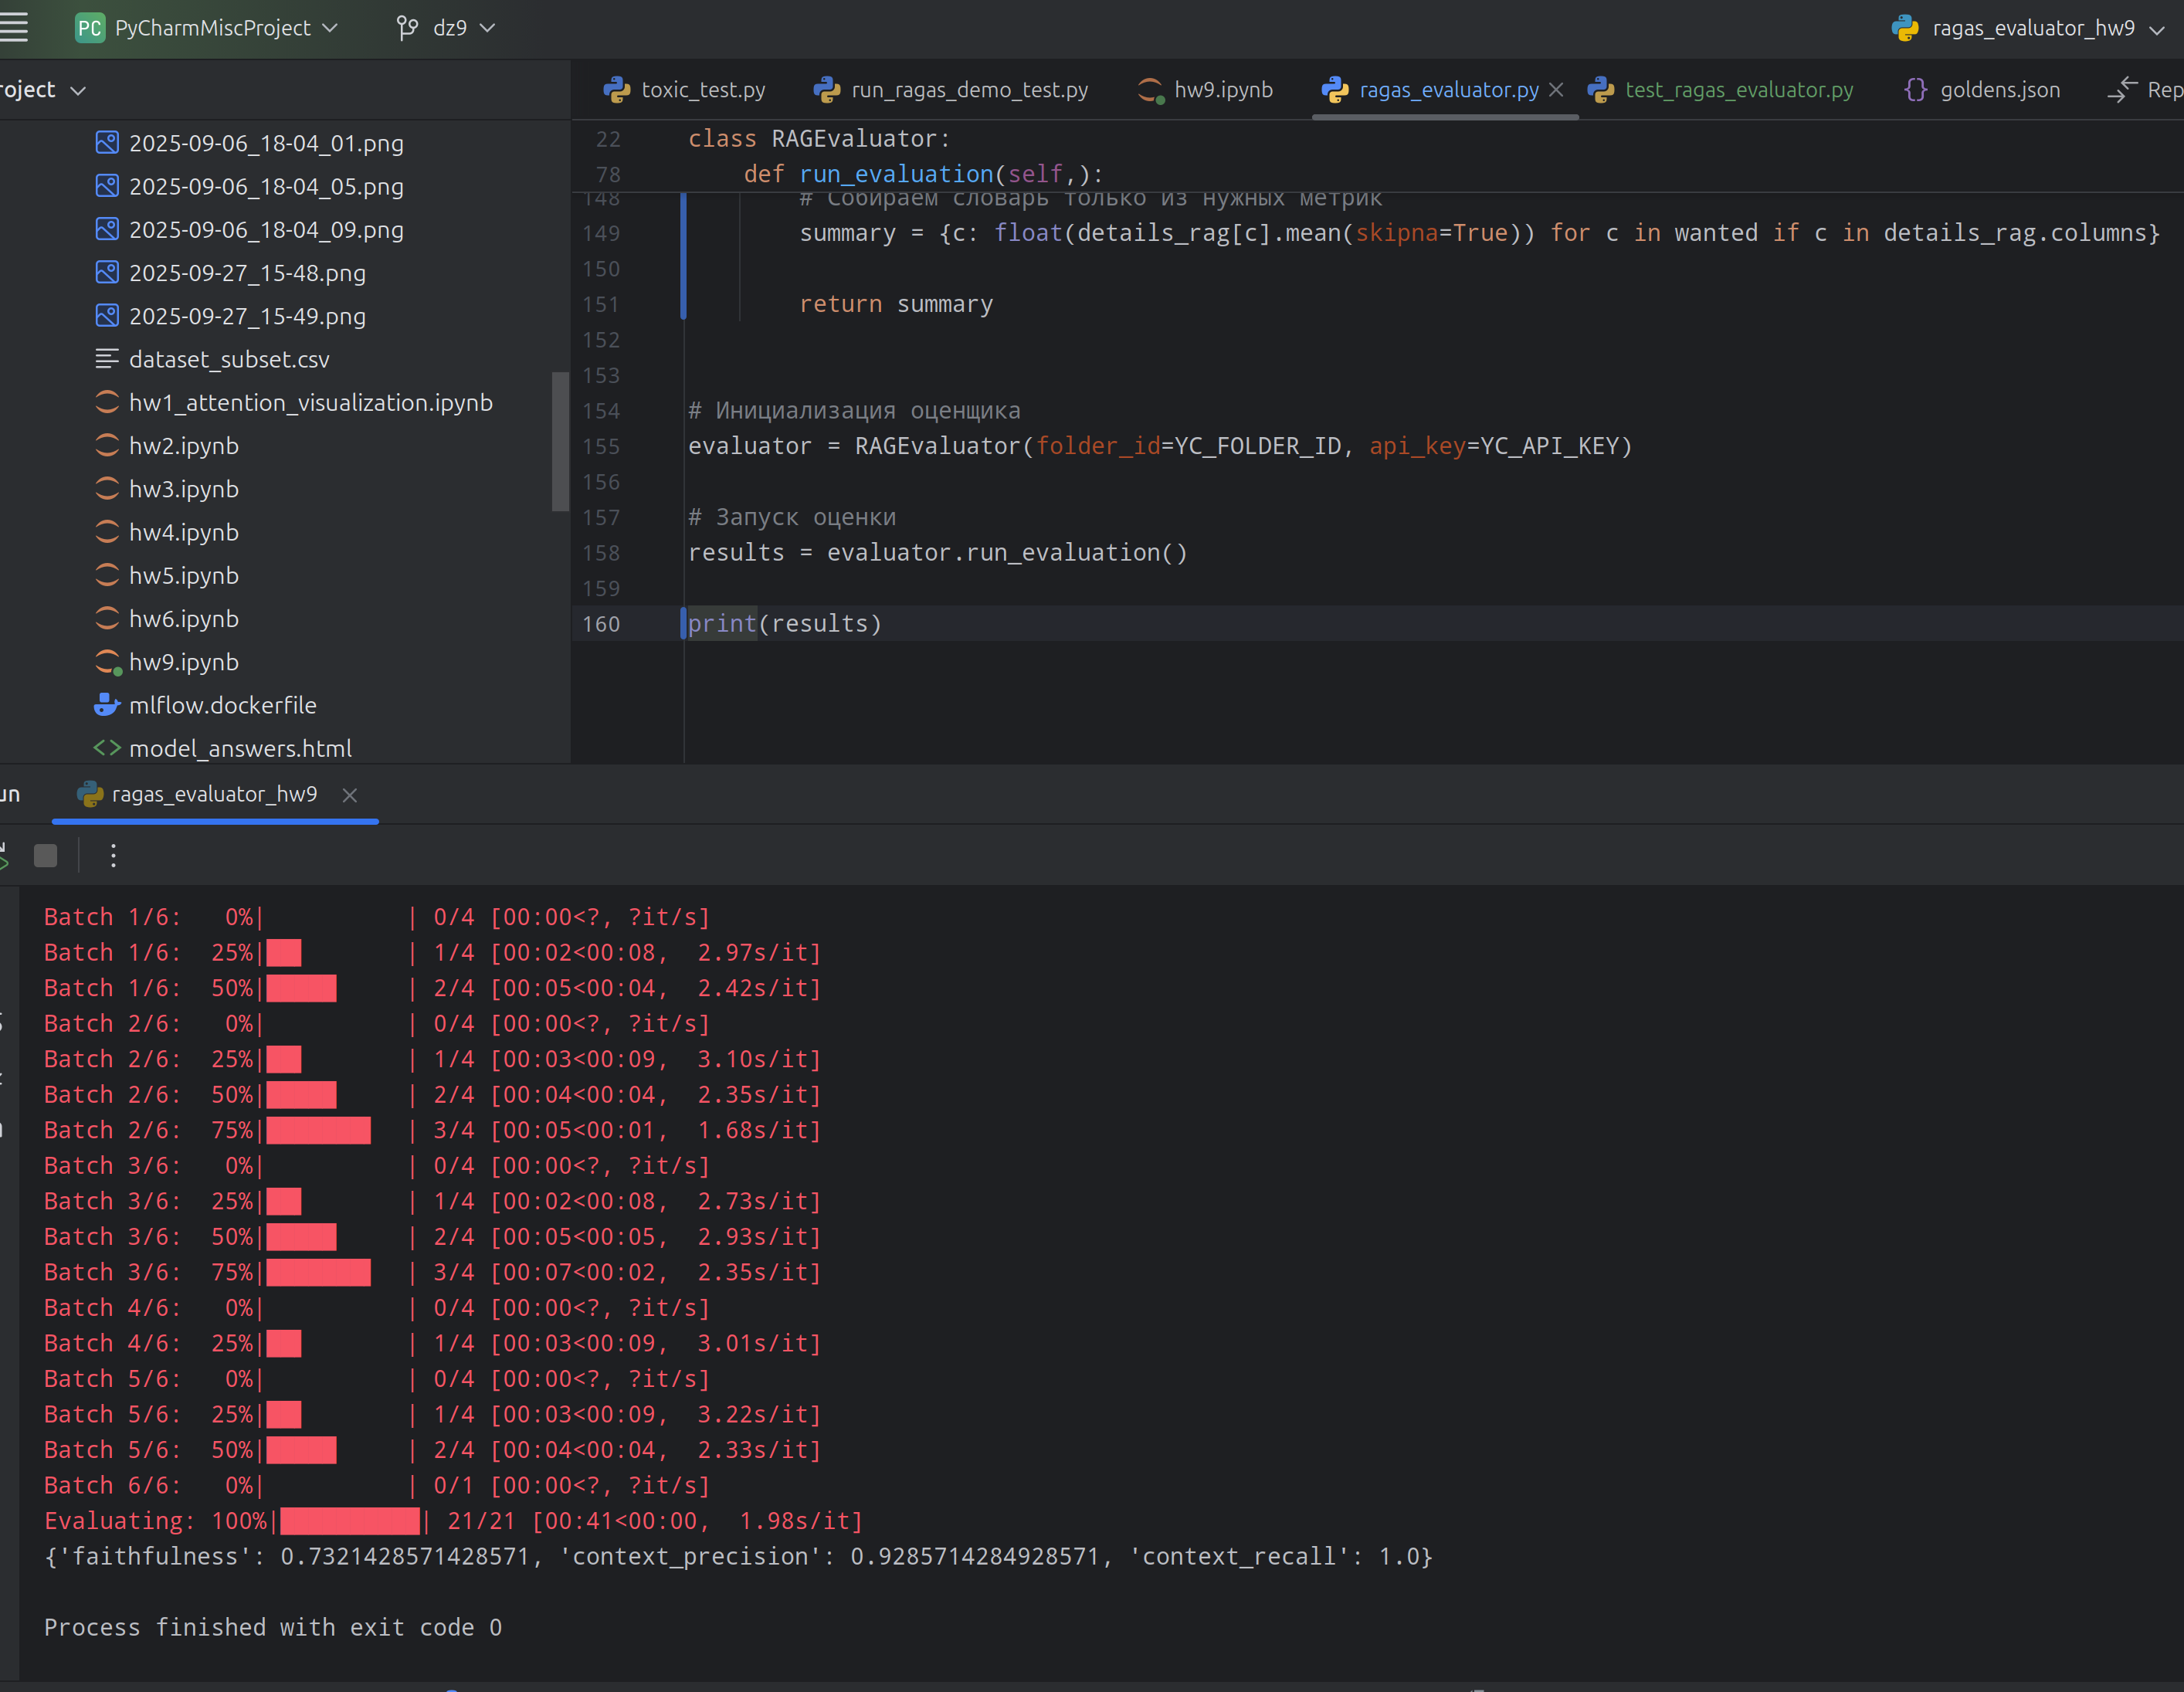 PC PyCharmMiscProject dz9 ragas_evaluator_hw9
roject
toxic_test.py run_ragas_demo_test.py hw9.ipynb ragas_evaluator.py test_ragas_evaluator.py goldens.json Rep
2025-09-06_18-04_01.png
2025-09-06_18-04_05.png
2025-09-06_18-04_09.png
2025-09-27_15-48.png
2025-09-27_15-49.png
dataset_subset.csv
hw1_attention_visualization.ipynb
hw2.ipynb
hw3.ipynb
hw4.ipynb
hw5.ipynb
hw6.ipynb
hw9.ipynb
mlflow.dockerfile
model_answers.html
22 class RAGEvaluator:
78 def run_evaluation(self,):
148 # Собираем словарь только из нужных метрик
149 summary = {c: float(details_rag[c].mean(skipna=True)) for c in wanted if c in details_rag.columns}
150
151 return summary
152
153
154 # Инициализация оценщика
155 evaluator = RAGEvaluator(folder_id=YC_FOLDER_ID, api_key=YC_API_KEY)
156
157 # Запуск оценки
158 results = evaluator.run_evaluation()
159
160 print(results)
un ragas_evaluator_hw9
Batch 1/6:   0%|          | 0/4 [00:00<?, ?it/s]
Batch 1/6:  25%|██▌       | 1/4 [00:02<00:08,  2.97s/it]
Batch 1/6:  50%|█████     | 2/4 [00:05<00:04,  2.42s/it]
Batch 2/6:   0%|          | 0/4 [00:00<?, ?it/s]
Batch 2/6:  25%|██▌       | 1/4 [00:03<00:09,  3.10s/it]
Batch 2/6:  50%|█████     | 2/4 [00:04<00:04,  2.35s/it]
Batch 2/6:  75%|███████▌  | 3/4 [00:05<00:01,  1.68s/it]
Batch 3/6:   0%|          | 0/4 [00:00<?, ?it/s]
Batch 3/6:  25%|██▌       | 1/4 [00:02<00:08,  2.73s/it]
Batch 3/6:  50%|█████     | 2/4 [00:05<00:05,  2.93s/it]
Batch 3/6:  75%|███████▌  | 3/4 [00:07<00:02,  2.35s/it]
Batch 4/6:   0%|          | 0/4 [00:00<?, ?it/s]
Batch 4/6:  25%|██▌       | 1/4 [00:03<00:09,  3.01s/it]
Batch 5/6:   0%|          | 0/4 [00:00<?, ?it/s]
Batch 5/6:  25%|██▌       | 1/4 [00:03<00:09,  3.22s/it]
Batch 5/6:  50%|█████     | 2/4 [00:04<00:04,  2.33s/it]
Batch 6/6:   0%|          | 0/1 [00:00<?, ?it/s]
Evaluating: 100%|██████████| 21/21 [00:41<00:00,  1.98s/it]
{'faithfulness': 0.7321428571428571, 'context_precision': 0.9285714284928571, 'context_recall': 1.0}
Process finished with exit code 0